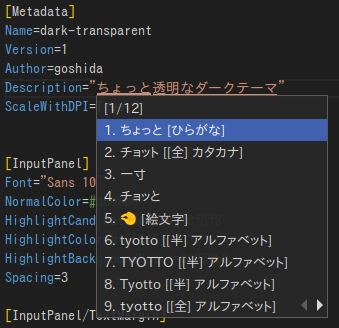 [Metadata]
Name=dark-transparent
Version=1
Author=goshida
Description="ちょっと透明なダークテーマ"
ScaleWithDPI=
[1/12]
1. ちょっと [ひらがな]
2. チョット [[全] カタカナ]
3. 一寸
4. チョッと
5. 🤏 [絵文字]
6. tyotto [[半] アルファベット]
7. TYOTTO [[半] アルファベット]
8. Tyotto [[半] アルファベット]
9. tyotto [[全] アルファベット]
[InputPanel]
Font="Sans 10
NormalColor=#
HighlightCand
HighlightColo
HighlightBack
Spacing=3
[InputPanel/TextMargin]